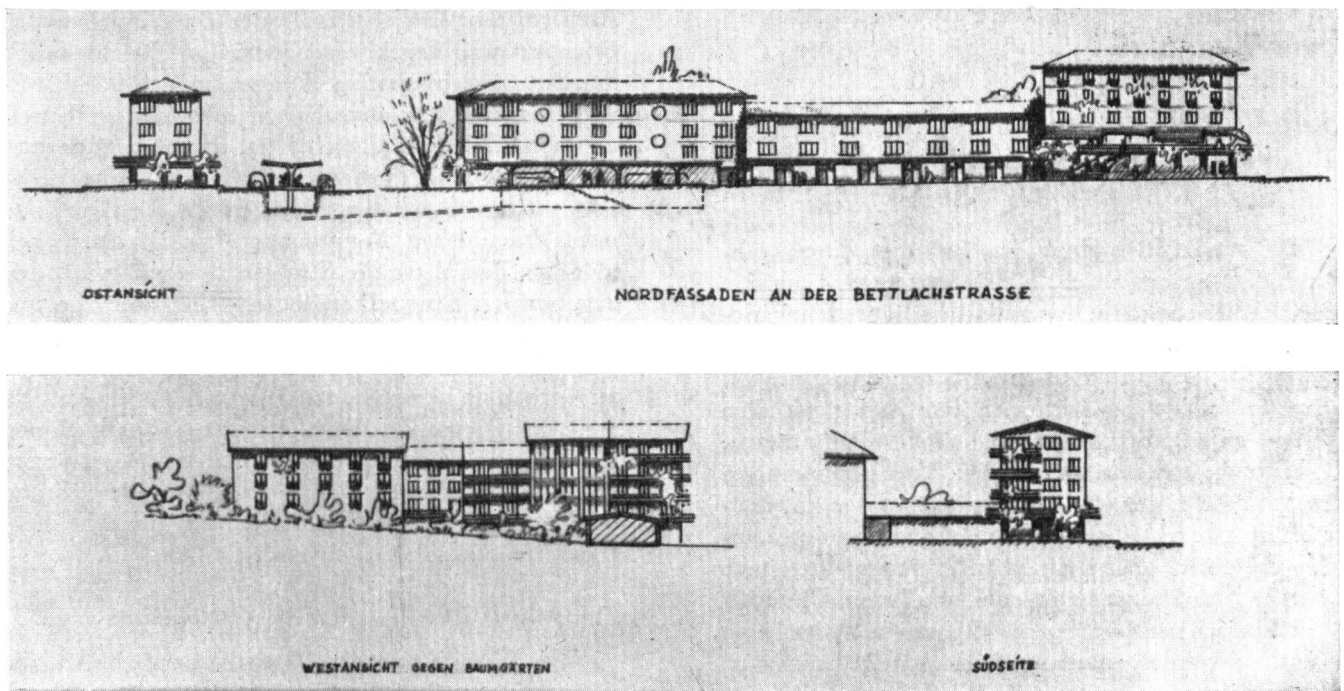 OSTANSICHT
NORDFASSADEN AN DER BETTLACHSTRASSE
WESTANSICHT GEGEN BAUMGÄRTEN
SÜDSEITE